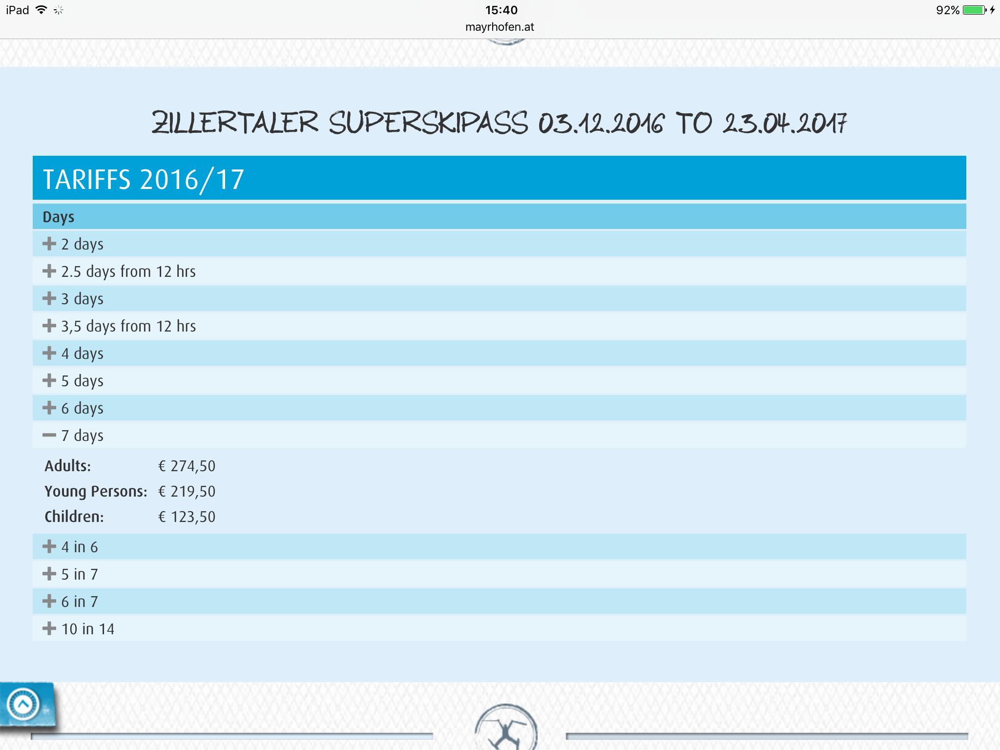 iPad 15:40 92%
mayrhofen.at
ZILLERTALER SUPERSKIPASS 03.12.2016 TO 23.04.2017
TARIFFS 2016/17
Days
2 days
2.5 days from 12 hrs
3 days
3,5 days from 12 hrs
4 days
5 days
6 days
7 days
Adults: € 274,50
Young Persons: € 219,50
Children: € 123,50
4 in 6
5 in 7
6 in 7
10 in 14